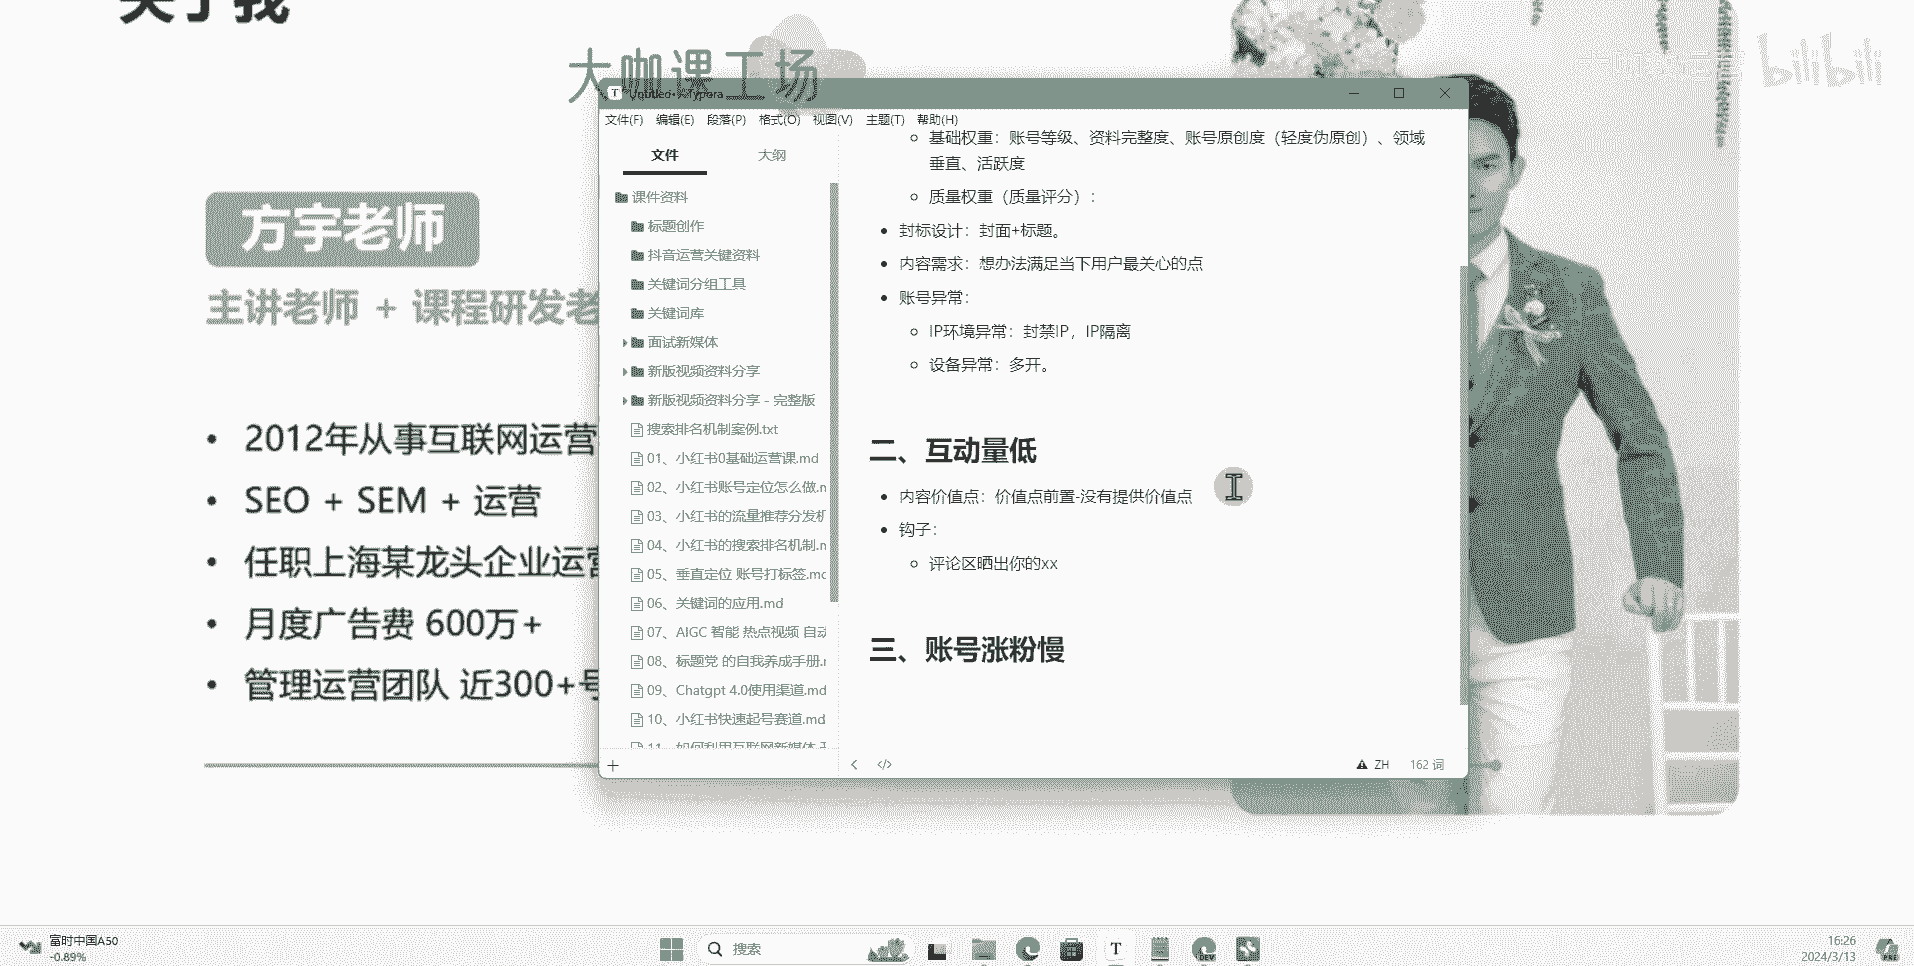 关于我
大咖课工场
bilibili
Untitled• - Typora
文件(F) 编辑(E) 段落(P) 格式(O) 视图(V) 主题(T) 帮助(H)
文件 大纲
课件资料
标题创作
抖音运营关键资料
关键词分组工具
关键词库
面试新媒体
新版视频资料分享
新版视频资料分享 - 完整版
搜索排名机制案例.txt
01、小红书0基础运营课.md
02、小红书账号定位怎么做.m
03、小红书的流量推荐分发机
04、小红书的搜索排名机制.m
05、垂直定位 账号打标签.md
06、关键词的应用.md
07、AIGC 智能 热点视频 自动
08、标题党 的自我养成手册.m
09、Chatgpt 4.0使用渠道.md
10、小红书快速起号赛道.md
11、如何利用互联网新媒体
基础权重：账号等级、资料完整度、账号原创度（轻度伪原创）、领域
垂直、活跃度
质量权重（质量评分）：
封标设计：封面+标题。
内容需求：想办法满足当下用户最关心的点
账号异常：
IP环境异常：封禁IP，IP隔离
设备异常：多开。
二、互动量低
内容价值点：价值点前置-没有提供价值点
钩子：
评论区晒出你的xx
三、账号涨粉慢
ZH 162 词
方宇老师
主讲老师 + 课程研发老
2012年从事互联网运营
SEO + SEM + 运营
任职上海某龙头企业运营
月度广告费 600万+
管理运营团队 近300+号
富时中国A50
-0.89%
搜索
16:26
2024/3/13